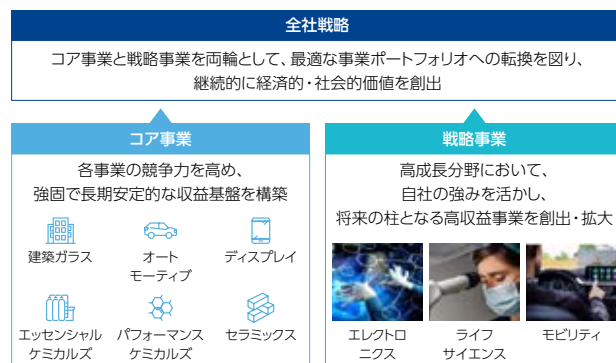 全社戦略
コア事業と戦略事業を両輪として、最適な事業ポートフォリオへの転換を図り、
継続的に経済的・社会的価値を創出
コア事業
各事業の競争力を高め、
強固で長期安定的な収益基盤を構築
建築ガラス
オート
モーティブ
ディスプレイ
エッセンシャル
ケミカルズ
パフォーマンス
ケミカルズ
セラミックス
戦略事業
高成長分野において、
自社の強みを活かし、
将来の柱となる高収益事業を創出・拡大
エレクトロ
ニクス
ライフ
サイエンス
モビリティ